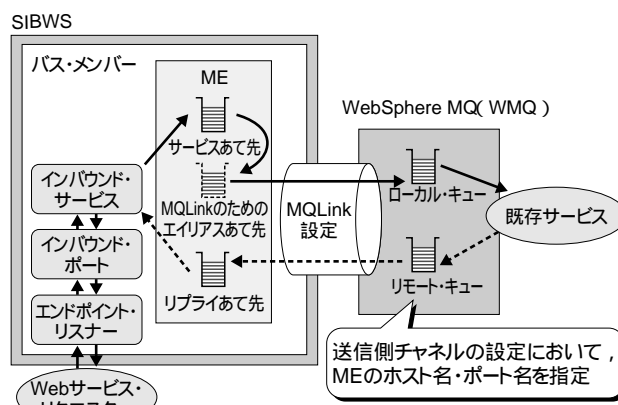 SIBWS
バス・メンバー
ME
サービスあて先
MQLinkのための
エイリアスあて先
リプライあて先
インバウンド・
サービス
インバウンド・
ポート
エンドポイント・
リスナー
Webサービス・
MQLink
設定
WebSphere MQ(WMQ)
ローカル・キュー
リモート・キュー
既存サービス
送信側チャネルの設定において,
MEのホスト名・ポート名を指定